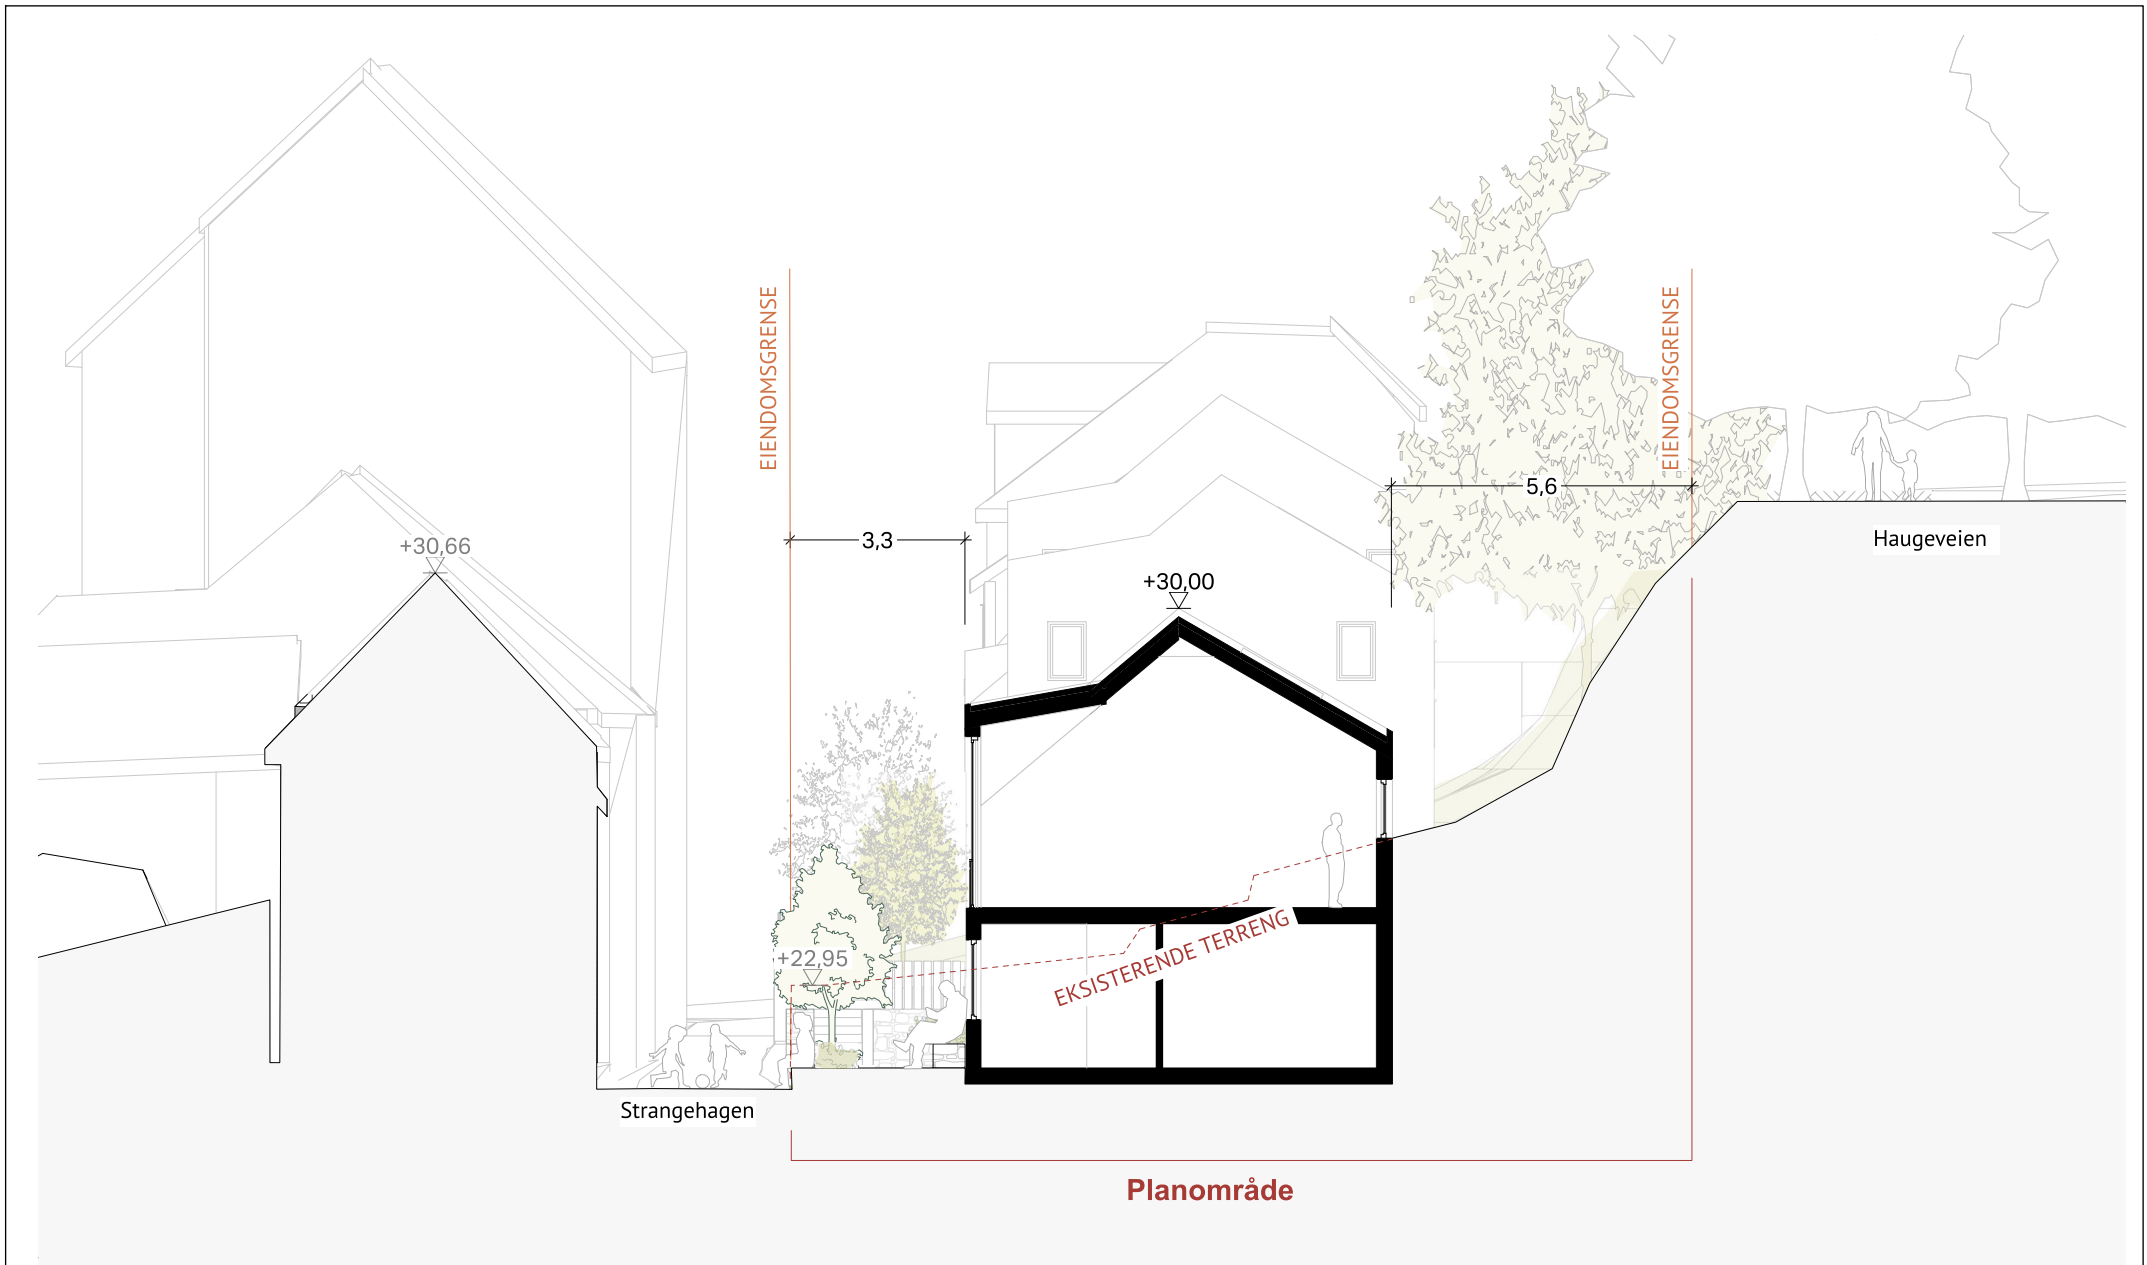 EIENDOMSGRENSE
EIENDOMSGRENSE
5,6
3,3
Haugeveien
+30,66
+30,00
EKSISTERENDE TERRENG
+22,95
Strangehagen
Planområde